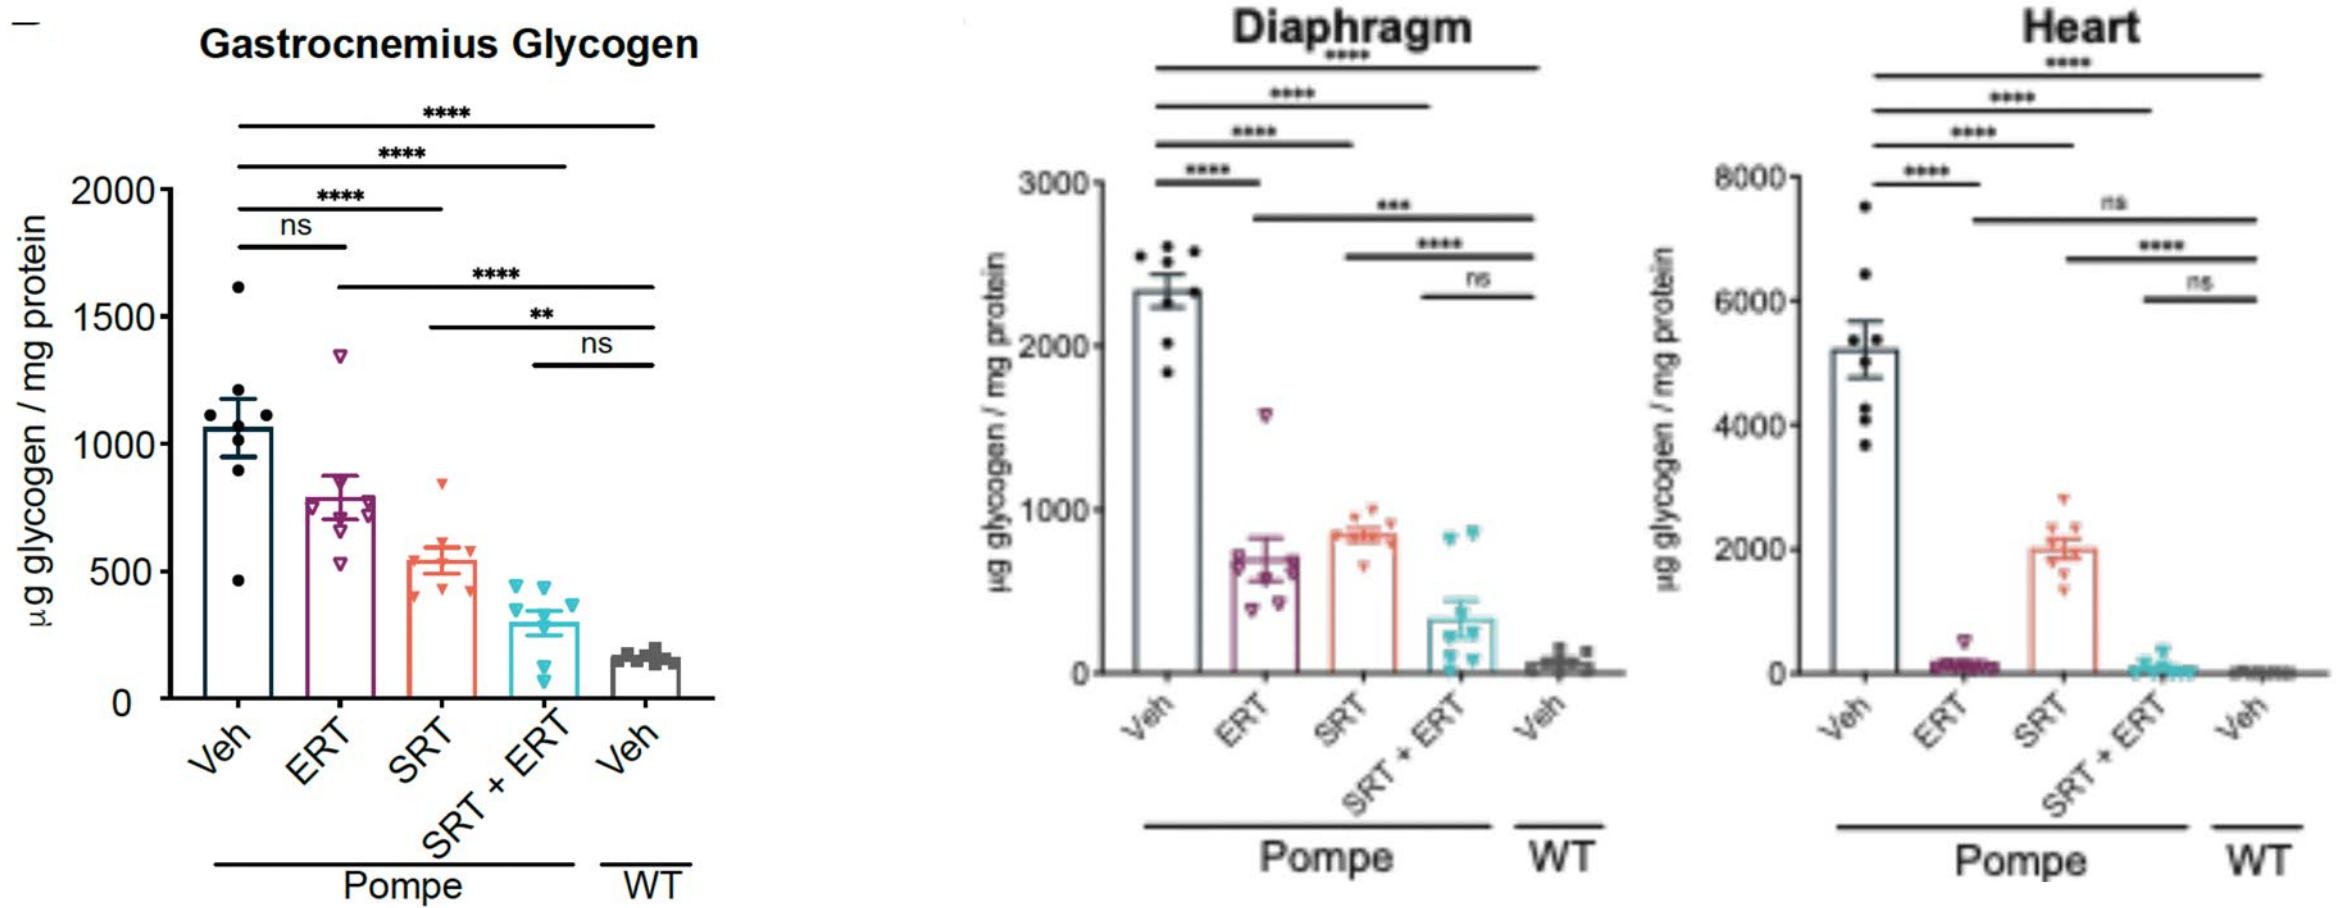 Gastrocnemius Glycogen
****
****
****
ns
****
**
ns
μg glycogen / mg protein
2000
1500
1000
500
0
Veh
ERT
SRT
SRT + ERT
Veh
Pompe
WT
Diaphragm
****
****
****
****
***
****
ns
μg glycogen / mg protein
3000
2000
1000
0
Veh
ERT
SRT
SRT + ERT
Veh
Pompe
WT
Heart
****
****
****
****
ns
****
ns
μg glycogen / mg protein
8000
6000
4000
2000
0
Veh
ERT
SRT
SRT + ERT
Veh
Pompe
WT